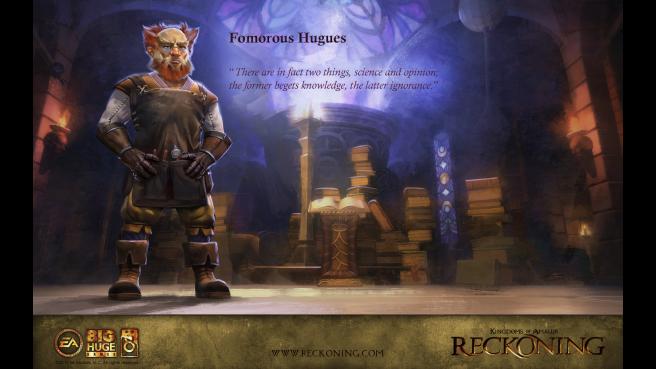 Fomorous Hugues
“There are in fact two things, science and opinion;
the former begets knowledge, the latter ignorance.”
EA
BIG
HUGE
GAMES
WWW.RECKONING.COM
KINGDOMS OF AMALUR
RECKONING